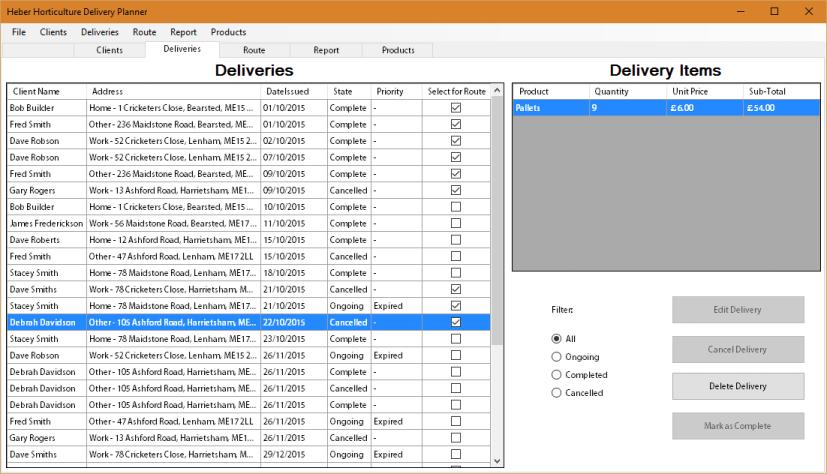 Heber Horticulture Delivery Planner
File Clients Deliveries Route Report Products
Clients Deliveries Route Report Products
Deliveries
Client Name Address DateIssued State Priority Select for Route
Bob Builder Home - 1 Cricketers Close, Bearsted, ME15 ... 01/10/2015 Complete -
Fred Smith Other - 236 Maidstone Road, Bearsted, ME... 01/10/2015 Complete -
Dave Robson Work - 52 Cricketers Close, Lenham, ME15 2... 02/10/2015 Complete -
Dave Robson Work - 52 Cricketers Close, Lenham, ME15 2... 07/10/2015 Complete -
Fred Smith Other - 236 Maidstone Road, Bearsted, ME... 09/10/2015 Complete -
Gary Rogers Work - 13 Ashford Road, Harrietsham, ME1... 09/10/2015 Cancelled -
Bob Builder Home - 1 Cricketers Close, Bearsted, ME15 ... 10/10/2015 Complete -
James Frederickson Work - 56 Maidstone Road, Bearsted, ME17... 11/10/2015 Complete -
Dave Roberts Home - 12 Ashford Road, Harrietsham, ME1... 15/10/2015 Complete -
Fred Smith Other - 47 Ashford Road, Lenham, ME17 2LL 15/10/2015 Cancelled -
Stacey Smith Home - 78 Maidstone Road, Lenham, ME17... 18/10/2015 Complete -
Dave Smiths Work - 78 Cricketers Close, Harrietsham, M... 21/10/2015 Cancelled -
Stacey Smith Home - 78 Maidstone Road, Lenham, ME17... 21/10/2015 Ongoing Expired
Debrah Davidson Other - 105 Ashford Road, Harrietsham, ME... 22/10/2015 Cancelled -
Stacey Smith Home - 78 Maidstone Road, Lenham, ME17... 23/10/2015 Complete -
Dave Robson Work - 52 Cricketers Close, Lenham, ME15 2... 26/11/2015 Ongoing Expired
Debrah Davidson Other - 105 Ashford Road, Harrietsham, ME... 26/11/2015 Complete -
Debrah Davidson Other - 105 Ashford Road, Harrietsham, ME... 26/11/2015 Cancelled -
Debrah Davidson Other - 105 Ashford Road, Harrietsham, ME... 26/11/2015 Complete -
Fred Smith Other - 47 Ashford Road, Lenham, ME17 2LL 26/11/2015 Ongoing Expired
Gary Rogers Work - 13 Ashford Road, Harrietsham, ME1... 26/11/2015 Cancelled -
Dave Smiths Work - 78 Cricketers Close, Harrietsham, M... 29/12/2015 Ongoing Expired
Delivery Items
Product Quantity Unit Price Sub-Total
Pallets 9 £6.00 £54.00
Filter:
All
Ongoing
Completed
Cancelled
Edit Delivery
Cancel Delivery
Delete Delivery
Mark as Complete